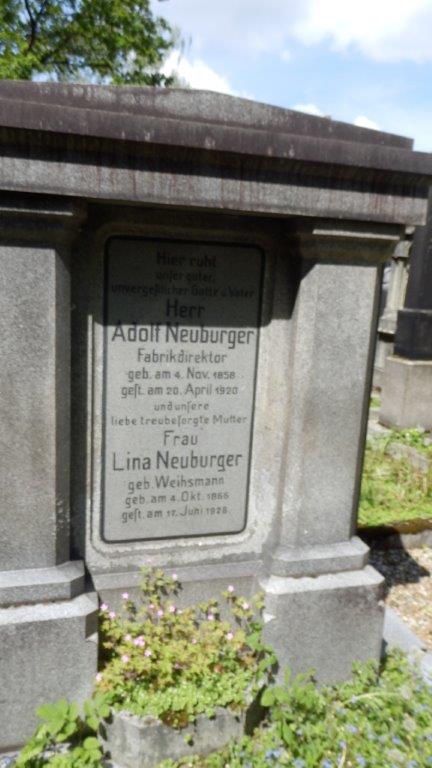 Hier ruht
unser guter,
unvergeßlicher Gatte u. Vater
Herr
Adolf Neuburger
Fabrikdirektor
geb. am 4. Nov. 1858
gest. am 20. April 1920
und unsere
liebe treubesorgte Mutter
Frau
Lina Neuburger
geb. Weihsmann
geb. am 4. Okt. 1866
gest. am 17. Juni 1928.